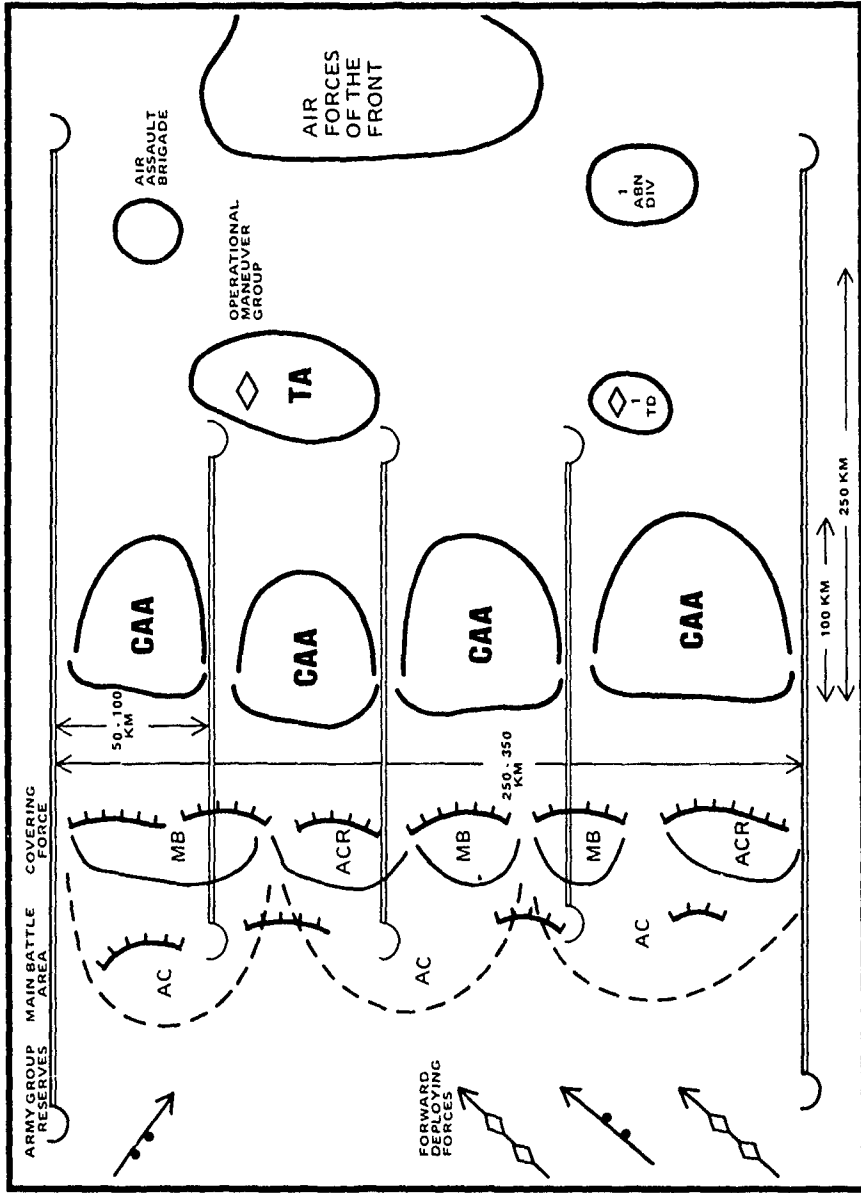 ARMY GROUP
RESERVES
MAIN BATTLE
AREA
COVERING
FORCE
AIR
ASSAULT
BRIGADE
AIR
FORCES
OF THE
FRONT
OPERATIONAL
MANEUVER
GROUP
TA
1
ABN
DIV
1
TD
CAA
CAA
CAA
CAA
50 - 100
KM
250 - 350
KM
100 KM
250 KM
MB
ACR
MB
MB
ACR
AC
AC
AC
FORWARD
DEPLOYING
FORCES